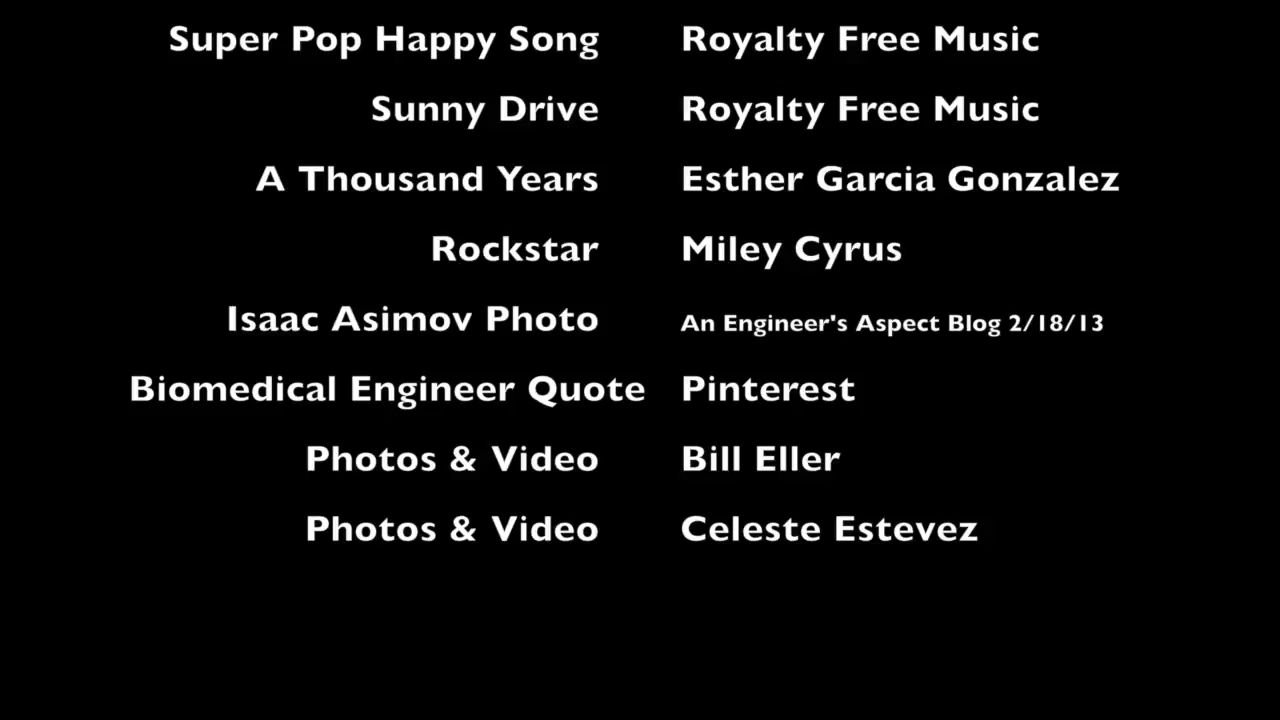 Super Pop Happy Song Royalty Free Music
Sunny Drive Royalty Free Music
A Thousand Years Esther Garcia Gonzalez
Rockstar Miley Cyrus
Isaac Asimov Photo An Engineer's Aspect Blog 2/18/13
Biomedical Engineer Quote Pinterest
Photos & Video Bill Eller
Photos & Video Celeste Estevez